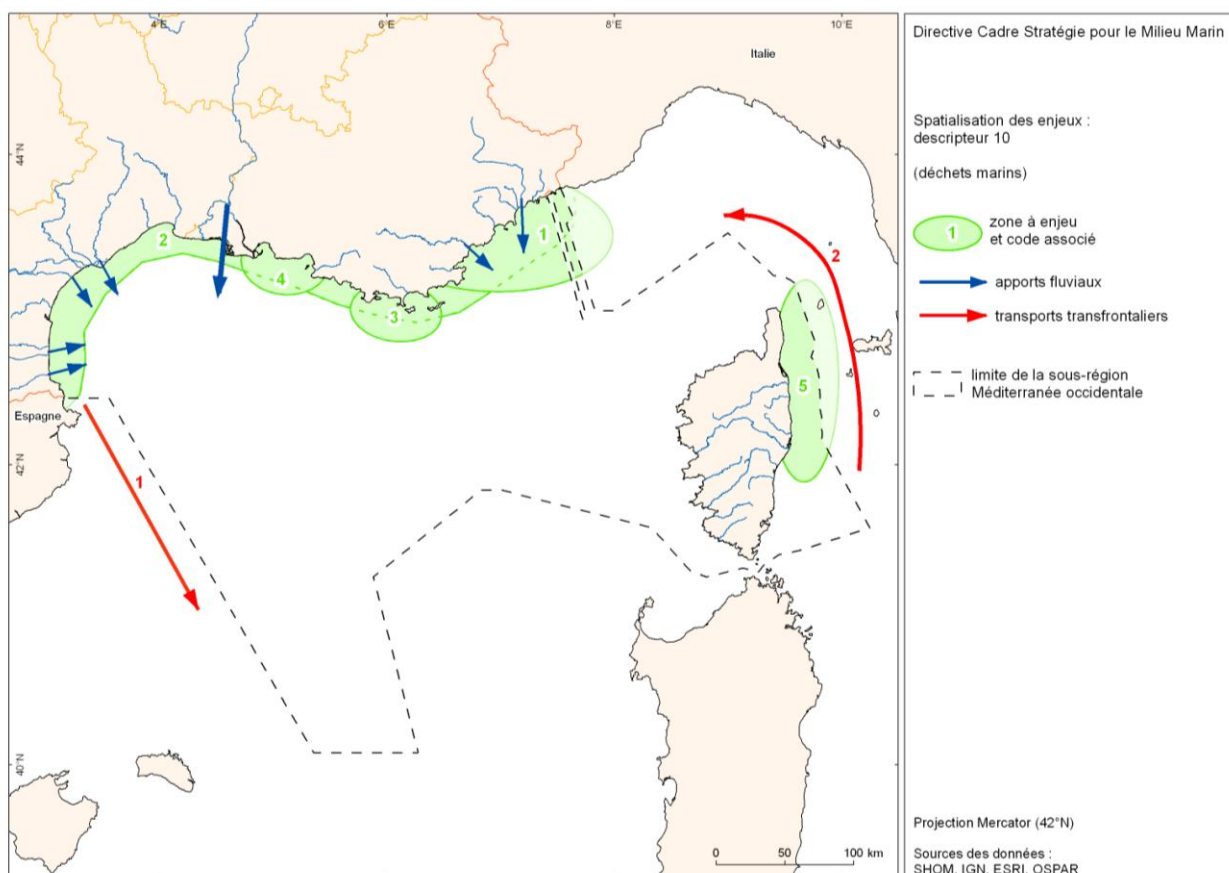 4°E
6°E
8°E
10°E
Italie
44°N
42°N
40°N
Espagne
1
2
3
4
5
1
2
0 50 100 km
Directive Cadre Stratégie pour le Milieu Marin
Spatialisation des enjeux :
descripteur 10
(déchets marins)
1
zone à enjeu
et code associé
apports fluviaux
transports transfrontaliers
limite de la sous-région
Méditerranée occidentale
Projection Mercator (42°N)
Sources des données :
SHOM, IGN, ESRI, OSPAR